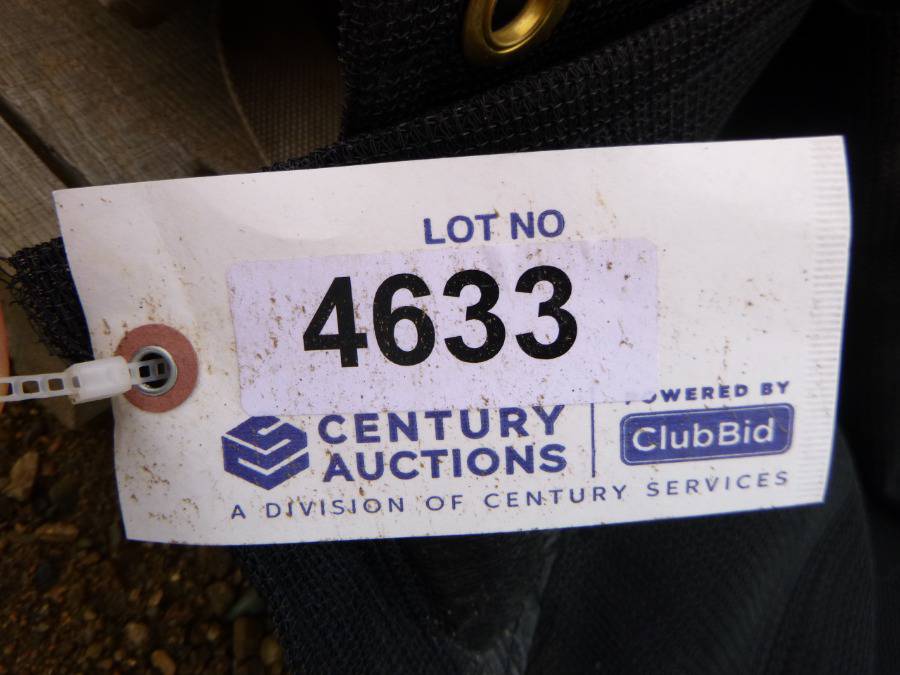 LOT NO
4633
CENTURY
AUCTIONS
POWERED BY
ClubBid
A DIVISION OF CENTURY SERVICES